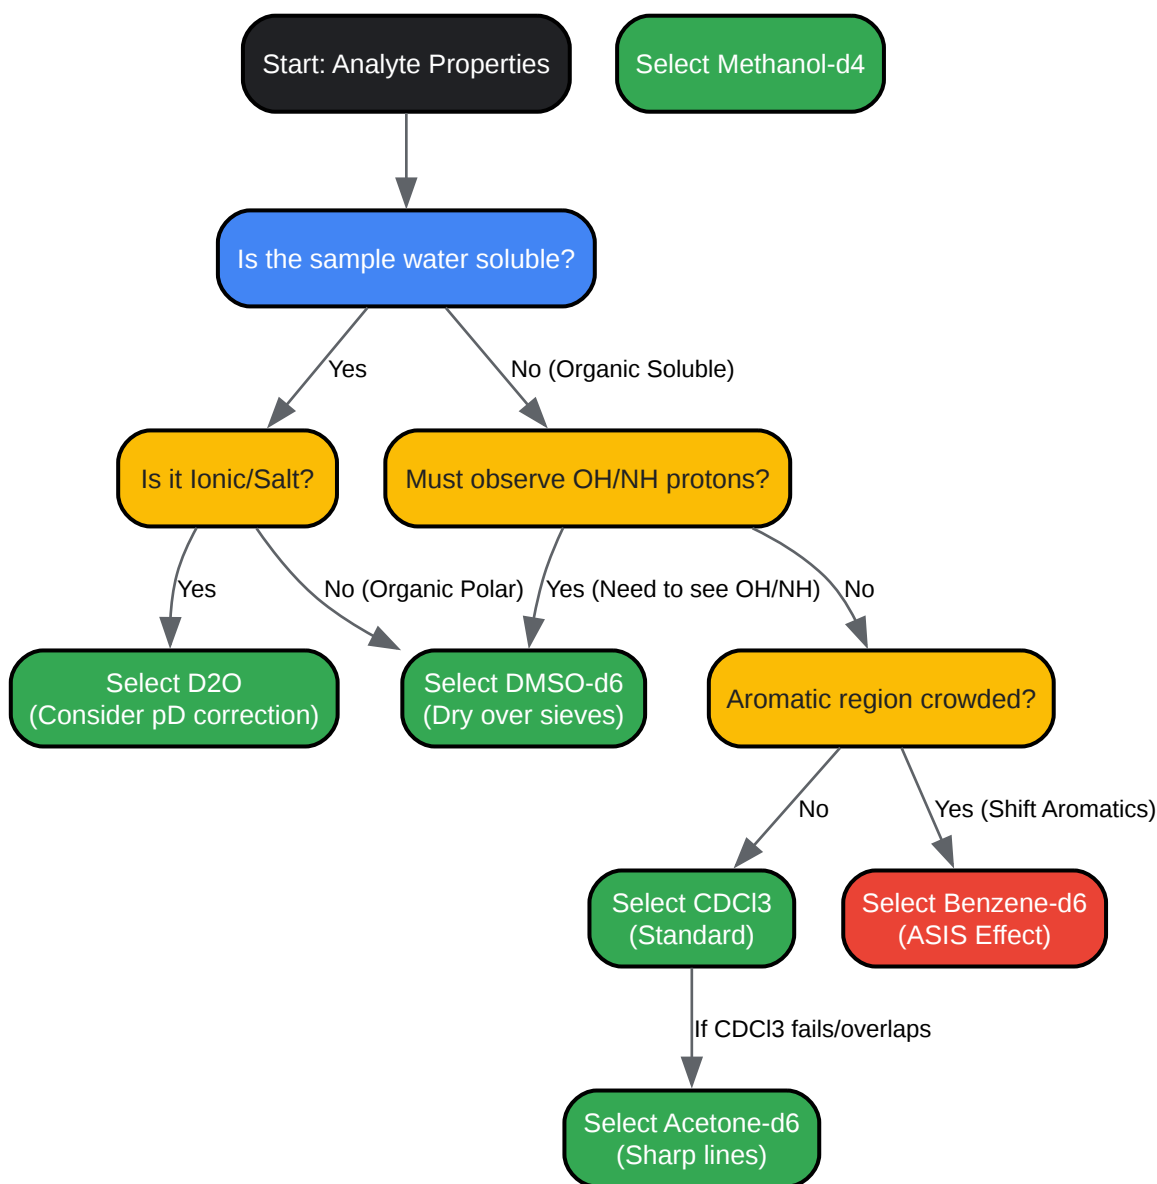 Start: Analyte Properties
Select Methanol-d4
Is the sample water soluble?
Yes
No (Organic Soluble)
Is it Ionic/Salt?
Must observe OH/NH protons?
Yes
No (Organic Polar)
Yes (Need to see OH/NH)
No
Select D2O
(Consider pD correction)
Select DMSO-d6
(Dry over sieves)
Aromatic region crowded?
No
Yes (Shift Aromatics)
Select CDCl3
(Standard)
Select Benzene-d6
(ASIS Effect)
If CDCl3 fails/overlaps
Select Acetone-d6
(Sharp lines)